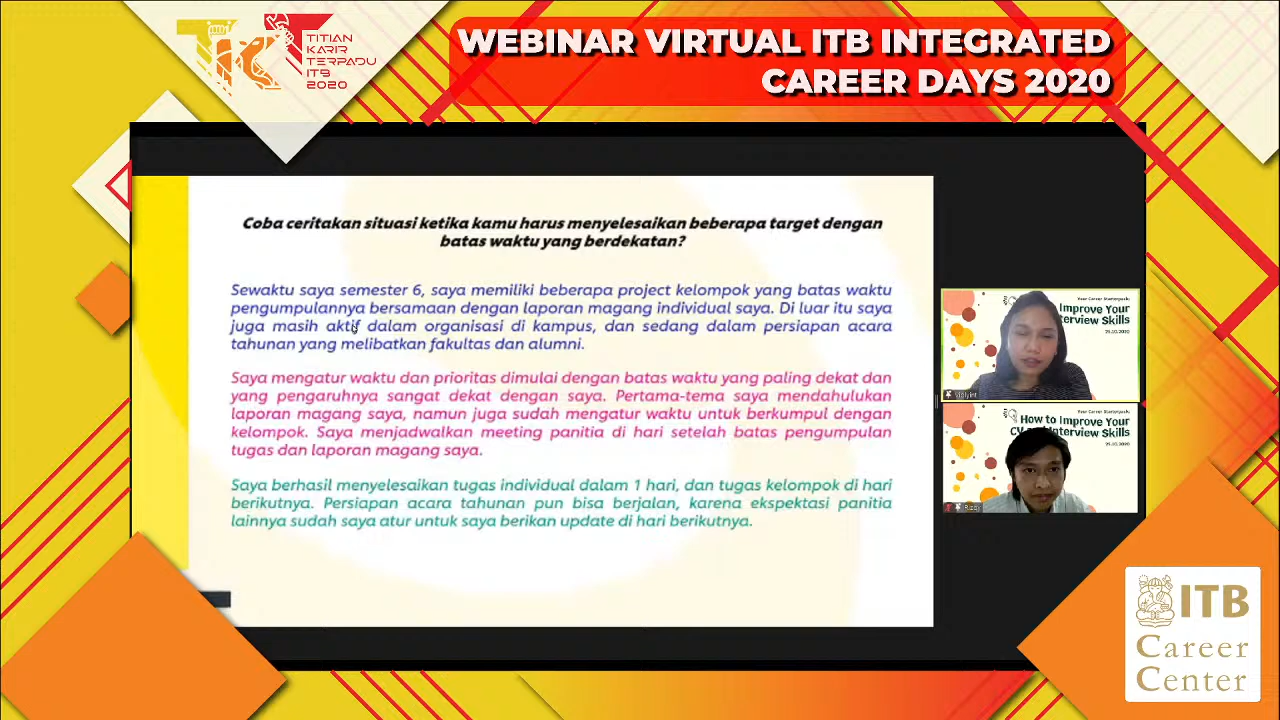 TITIAN
KARIR
TERPADU
ITB
2020
WEBINAR VIRTUAL ITB INTEGRATED
CAREER DAYS 2020
Coba ceritakan situasi ketika kamu harus menyelesaikan beberapa target dengan
batas waktu yang berdekatan?
Sewaktu saya semester 6, saya memiliki beberapa project kelompok yang batas waktu
pengumpulannya bersamaan dengan laporan magang individual saya. Di luar itu saya
juga masih aktif dalam organisasi di kampus, dan sedang dalam persiapan acara
tahunan yang melibatkan fakultas dan alumni.
Saya mengatur waktu dan prioritas dimulai dengan batas waktu yang paling dekat dan
yang pengaruhnya sangat dekat dengan saya. Pertama-tema saya mendahulukan
laporan magang saya, namun juga sudah mengatur waktu untuk berkumpul dengan
kelompok. Saya menjadwalkan meeting panitia di hari setelah batas pengumpulan
tugas dan laporan magang saya.
Saya berhasil menyelesaikan tugas individual dalam 1 hari, dan tugas kelompok di hari
berikutnya. Persiapan acara tahunan pun bisa berjalan, karena ekspektasi panitia
lainnya sudah saya atur untuk saya berikan update di hari berikutnya.
Your Career Starterpack:
Improve Your
Interview Skills
Your Career Starterpack:
How to Improve Your
CV Interview Skills
ITB
Career
Center